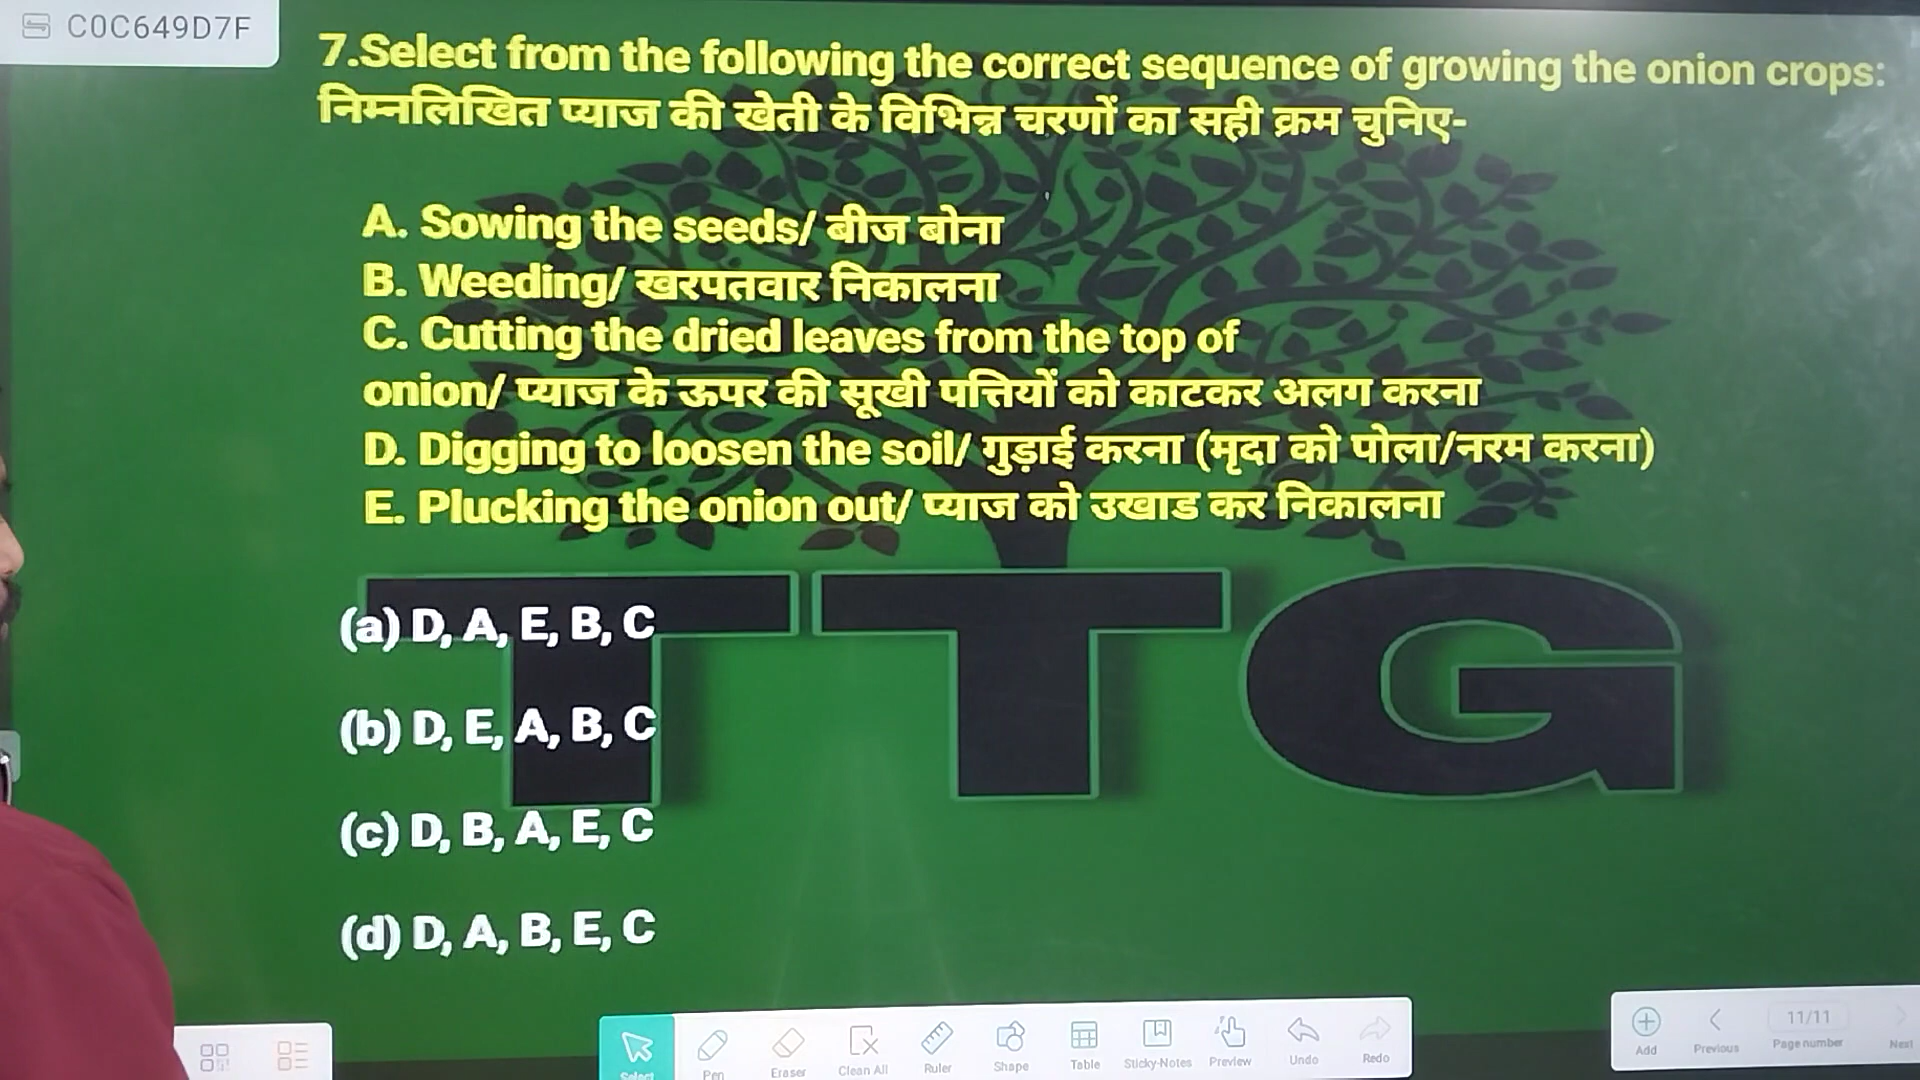 C0C649D7F
7.Select from the following the correct sequence of growing the onion crops:
निम्नलिखित प्याज की खेती के विभिन्न चरणों का सही क्रम चुनिए-
A. Sowing the seeds/ बीज बोना
B. Weeding/ खरपतवार निकालना
C. Cutting the dried leaves from the top of
onion/ प्याज के ऊपर की सूखी पत्तियों को काटकर अलग करना
D. Digging to loosen the soil/ गुड़ाई करना (मृदा को पोला/नरम करना)
E. Plucking the onion out/ प्याज को उखाड कर निकालना
TTG
(a) D, A, E, B, C
(b) D, E, A, B, C
(c) D, B, A, E, C
(d) D, A, B, E, C
Select Pen Eraser Clean All Ruler Shape Table Sticky-Notes Preview Undo Redo
11/11
Add Previous Page number Next